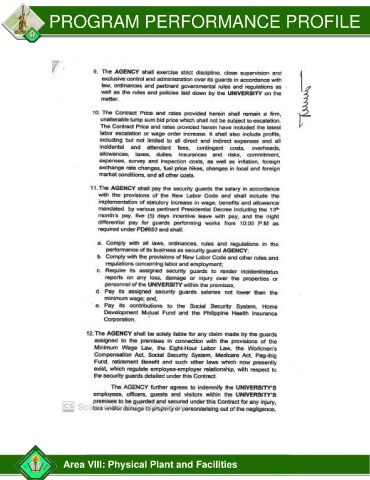 PROGRAM PERFORMANCE PROFILE
9. The AGENCY shall exercise strict discipline, close supervision and
exclusive control and administration over its guards in accordance with
law, ordinances and pertinent governmental rules and regulations as
well as the rules and policies laid down by the UNIVERSITY on the
matter.
10. The Contract Price and rates provided herein shall remain a firm,
unalterable lump sum bid price which shall not be subject to escalation.
The Contract Price and rates provided herein have included the latest
labor escalation or wage order increase. It shall also include profits,
including but not limited to all direct and indirect expenses and all
incidental and attendant fees, contingent costs, overheads,
allowances, taxes, duties, insurances and risks, commitment,
expenses, survey and inspection costs, as well as inflation, foreign
exchange rate changes, fuel price hikes, changes in local and foreign
market conditions, and all other costs.
11. The AGENCY shall pay the security guards the salary in accordance
with the provisions of the New Labor Code and shall include the
implementation of statutory increase in wage, benefits and allowance
mandated by various pertinent Presidential Decree including the 13th
month's pay, five (5) days incentive leave with pay, and the night
differential pay for guards performing works from 10:00 P.M as
required under PD#850 and shall:
a. Comply with all laws, ordinances, rules and regulations in the
performance of its business as security guard AGENCY;
b. Comply with the provisions of New Labor Code and other rules and
regulations concerning labor and employment;
c. Require its assigned security guards to render incident/status
reports on any loss, damage or injury over the properties or
personnel of the UNIVERSITY within the premises;
d. Pay its assigned security guards salaries not lower than the
minimum wage; and,
e. Pay its contributions to the Social Security System, Home
Development Mutual Fund and the Philippine Health Insurance
Corporation.
12. The AGENCY shall be solely liable for any claim made by the guards
assigned to the premises in connection with the provisions of the
Minimum Wage Law, the Eight-Hour Labor Law, the Workmen's
Compensation Act, Social Security System, Medicare Act, Pag-ibig
Fund, retirement Benefit and such other laws which now presently
exist, which regulate employee-employer relationship, with respect to
the security guards detailed under this Contract.
The AGENCY further agrees to indemnify the UNIVERSITY'S
employees, officers, guests and visitors within the UNIVERSITY'S
premises to be guarded and secured under this Contract for any injury,
loss and/or damage to property or person arising out of the negligence,
CS
Area VIII: Physical Plant and Facilities